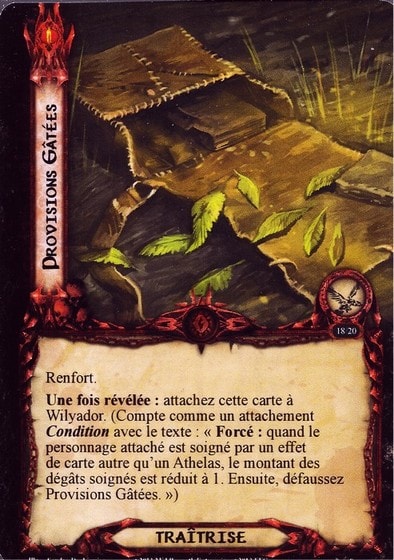 PROVISIONS GÂTÉES
18/20
Renfort.
Une fois révélée : attachez cette carte à
Wilyador. (Compte comme un attachement
Condition avec le texte : « Forcé : quand le
personnage attaché est soigné par un effet
de carte autre qu'un Athelas, le montant des
dégâts soignés est réduit à 1. Ensuite, défaussez
Provisions Gâtées. »)
TRAÎTRISE